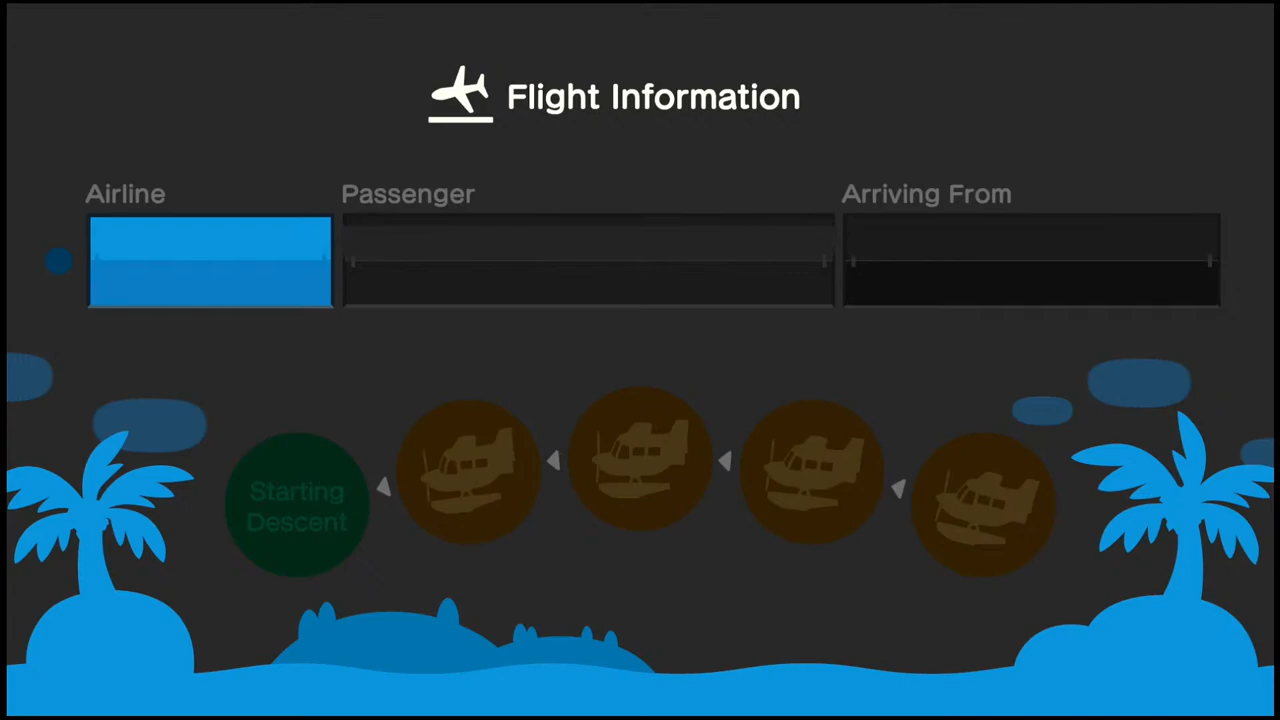 Flight Information
Airline
Passenger
Arriving From
Starting
Descent